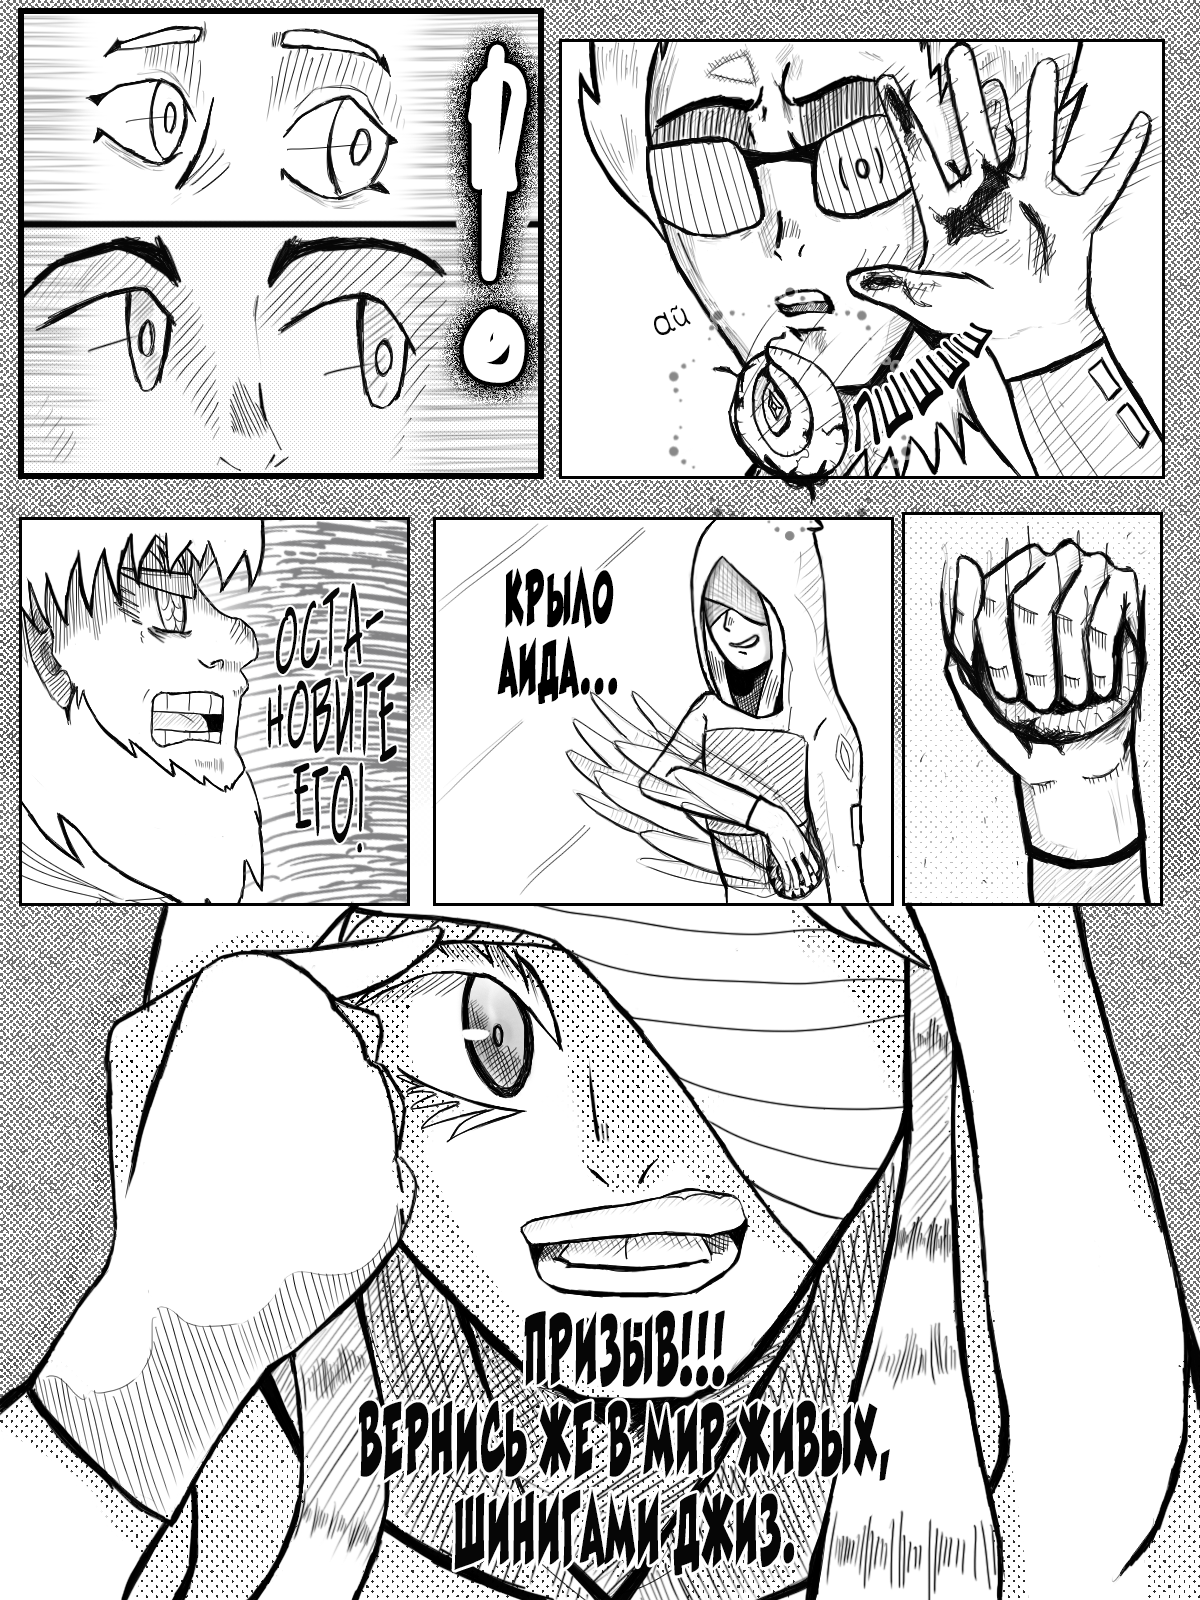 !
ай
ПШШШШ
ОСТА-
НОВИТЕ
ЕГО!
КРЫЛО
АИДА...
ПРИЗЫВ!!!
ВЕРНИСЬ ЖЕ В МИР ЖИВЫХ,
ШИНИГАМИ ДЖИЗ.